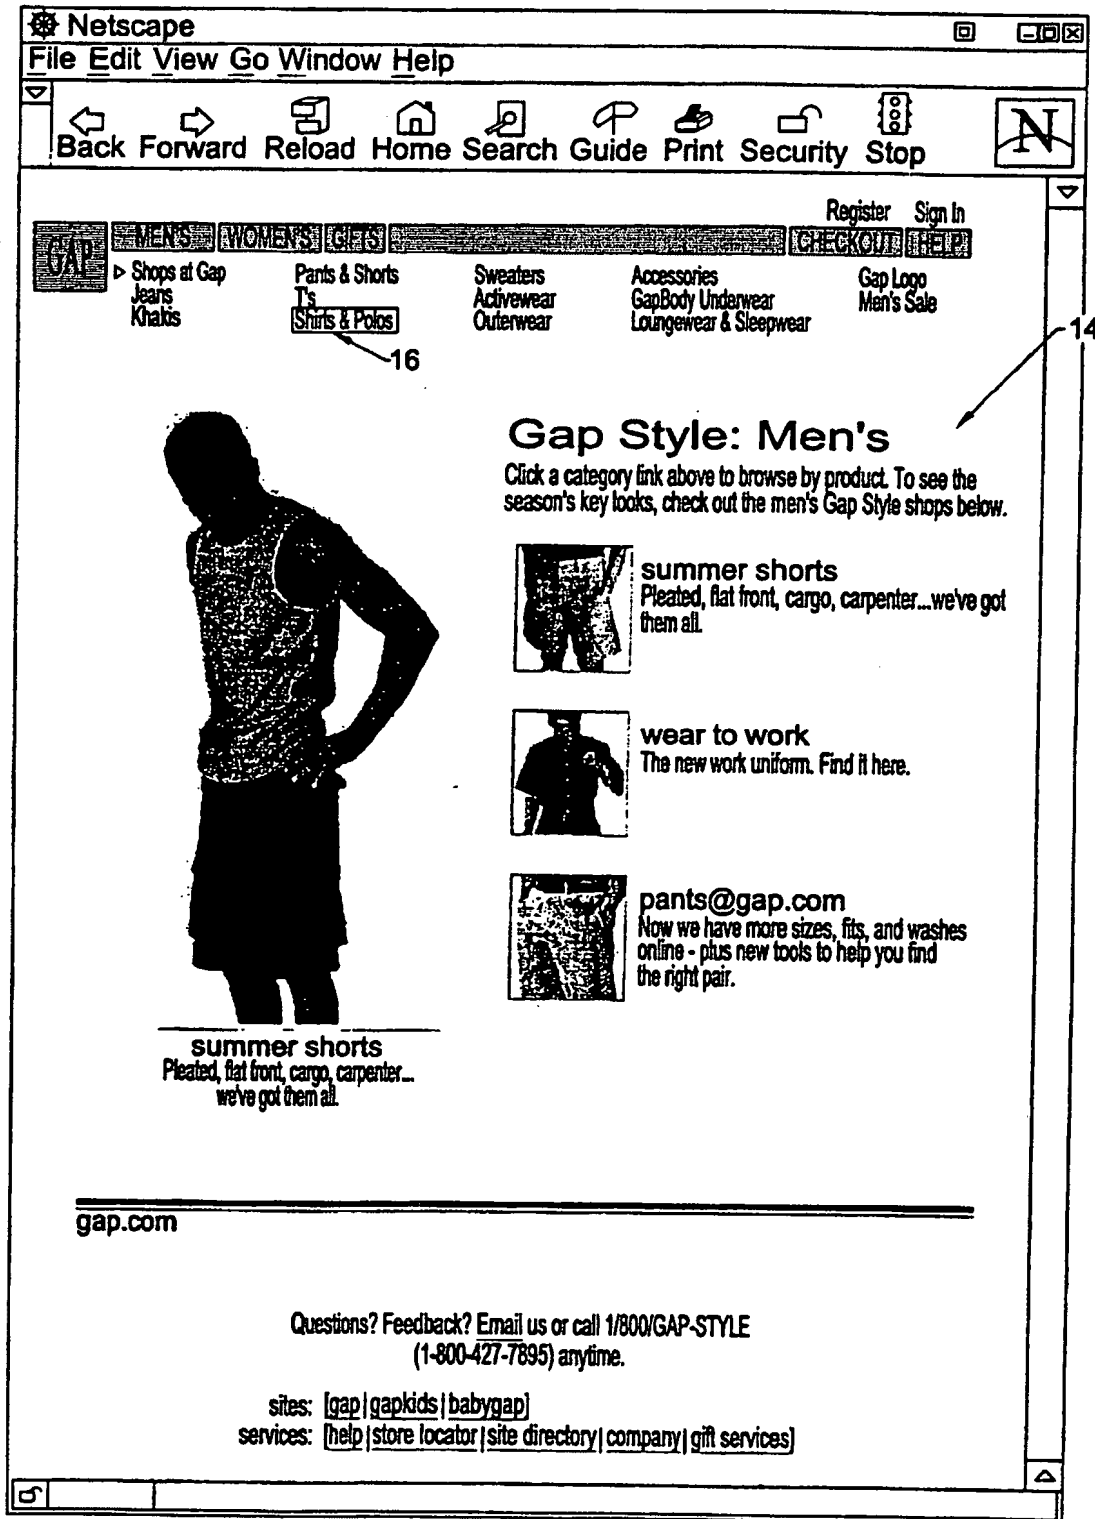 Netscape
File Edit View Go Window Help
Back Forward Reload Home Search Guide Print Security Stop
N
Register Sign In
GAP MEN'S WOMEN'S GIFTS CHECKOUT HELP
Shops at Gap Pants & Shorts Sweaters Accessories Gap Logo
Jeans T's Activewear GapBody Underwear Men's Sale
Khakis Shirts & Polos Outerwear Loungewear & Sleepwear
14
16
Gap Style: Men's
Click a category link above to browse by product. To see the
season's key looks, check out the men's Gap Style shops below.
summer shorts
Pleated, flat front, cargo, carpenter...we've got
them all.
wear to work
The new work uniform. Find it here.
pants@gap.com
Now we have more sizes, fits, and washes
online - plus new tools to help you find
the right pair.
summer shorts
Pleated, flat front, cargo, carpenter...
we've got them all.
gap.com
Questions? Feedback? Email us or call 1/800/GAP-STYLE
(1-800-427-7895) anytime.
sites: [gap|gapkids|babygap]
services: [help|store locator|site directory|company|gift services]